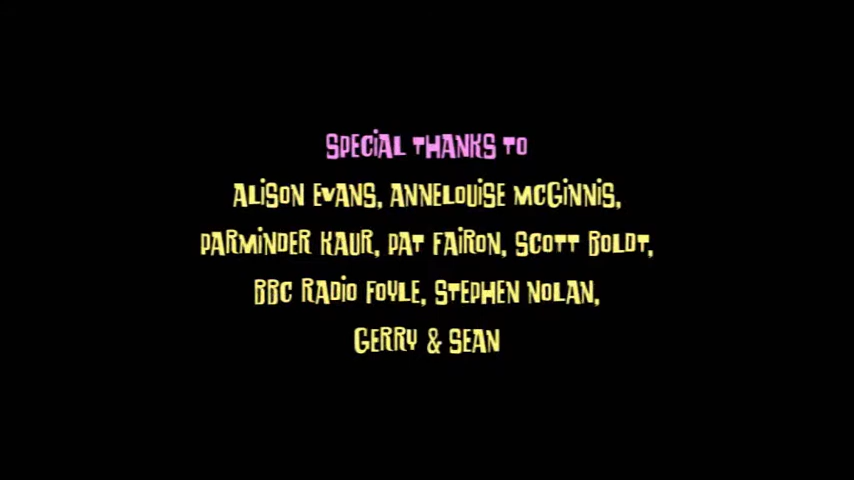 SPECIAL THANKS TO
ALISON EVANS, ANNELOUISE MCGINNIS,
PARMINDER KAUR, PAT FAIRON, SCOTT BOLDT,
BBC RADIO FOYLE, STEPHEN NOLAN,
GERRY & SEAN